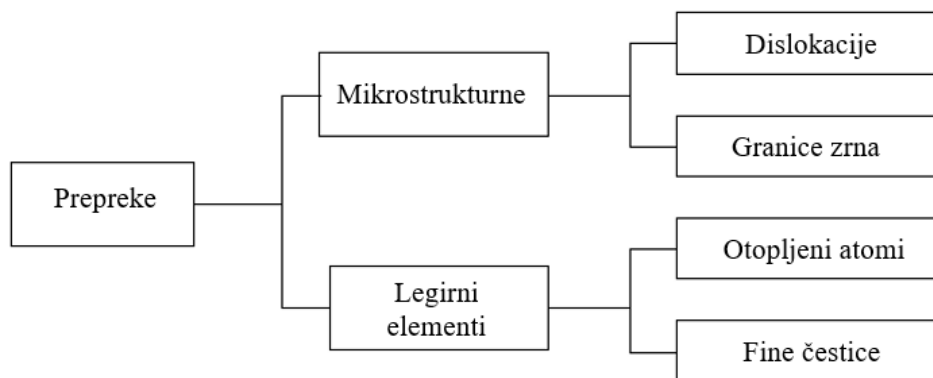 Prepreke
Mikrostrukturne
Dislokacije
Granice zrna
Legirni
elementi
Otopljeni atomi
Fine čestice